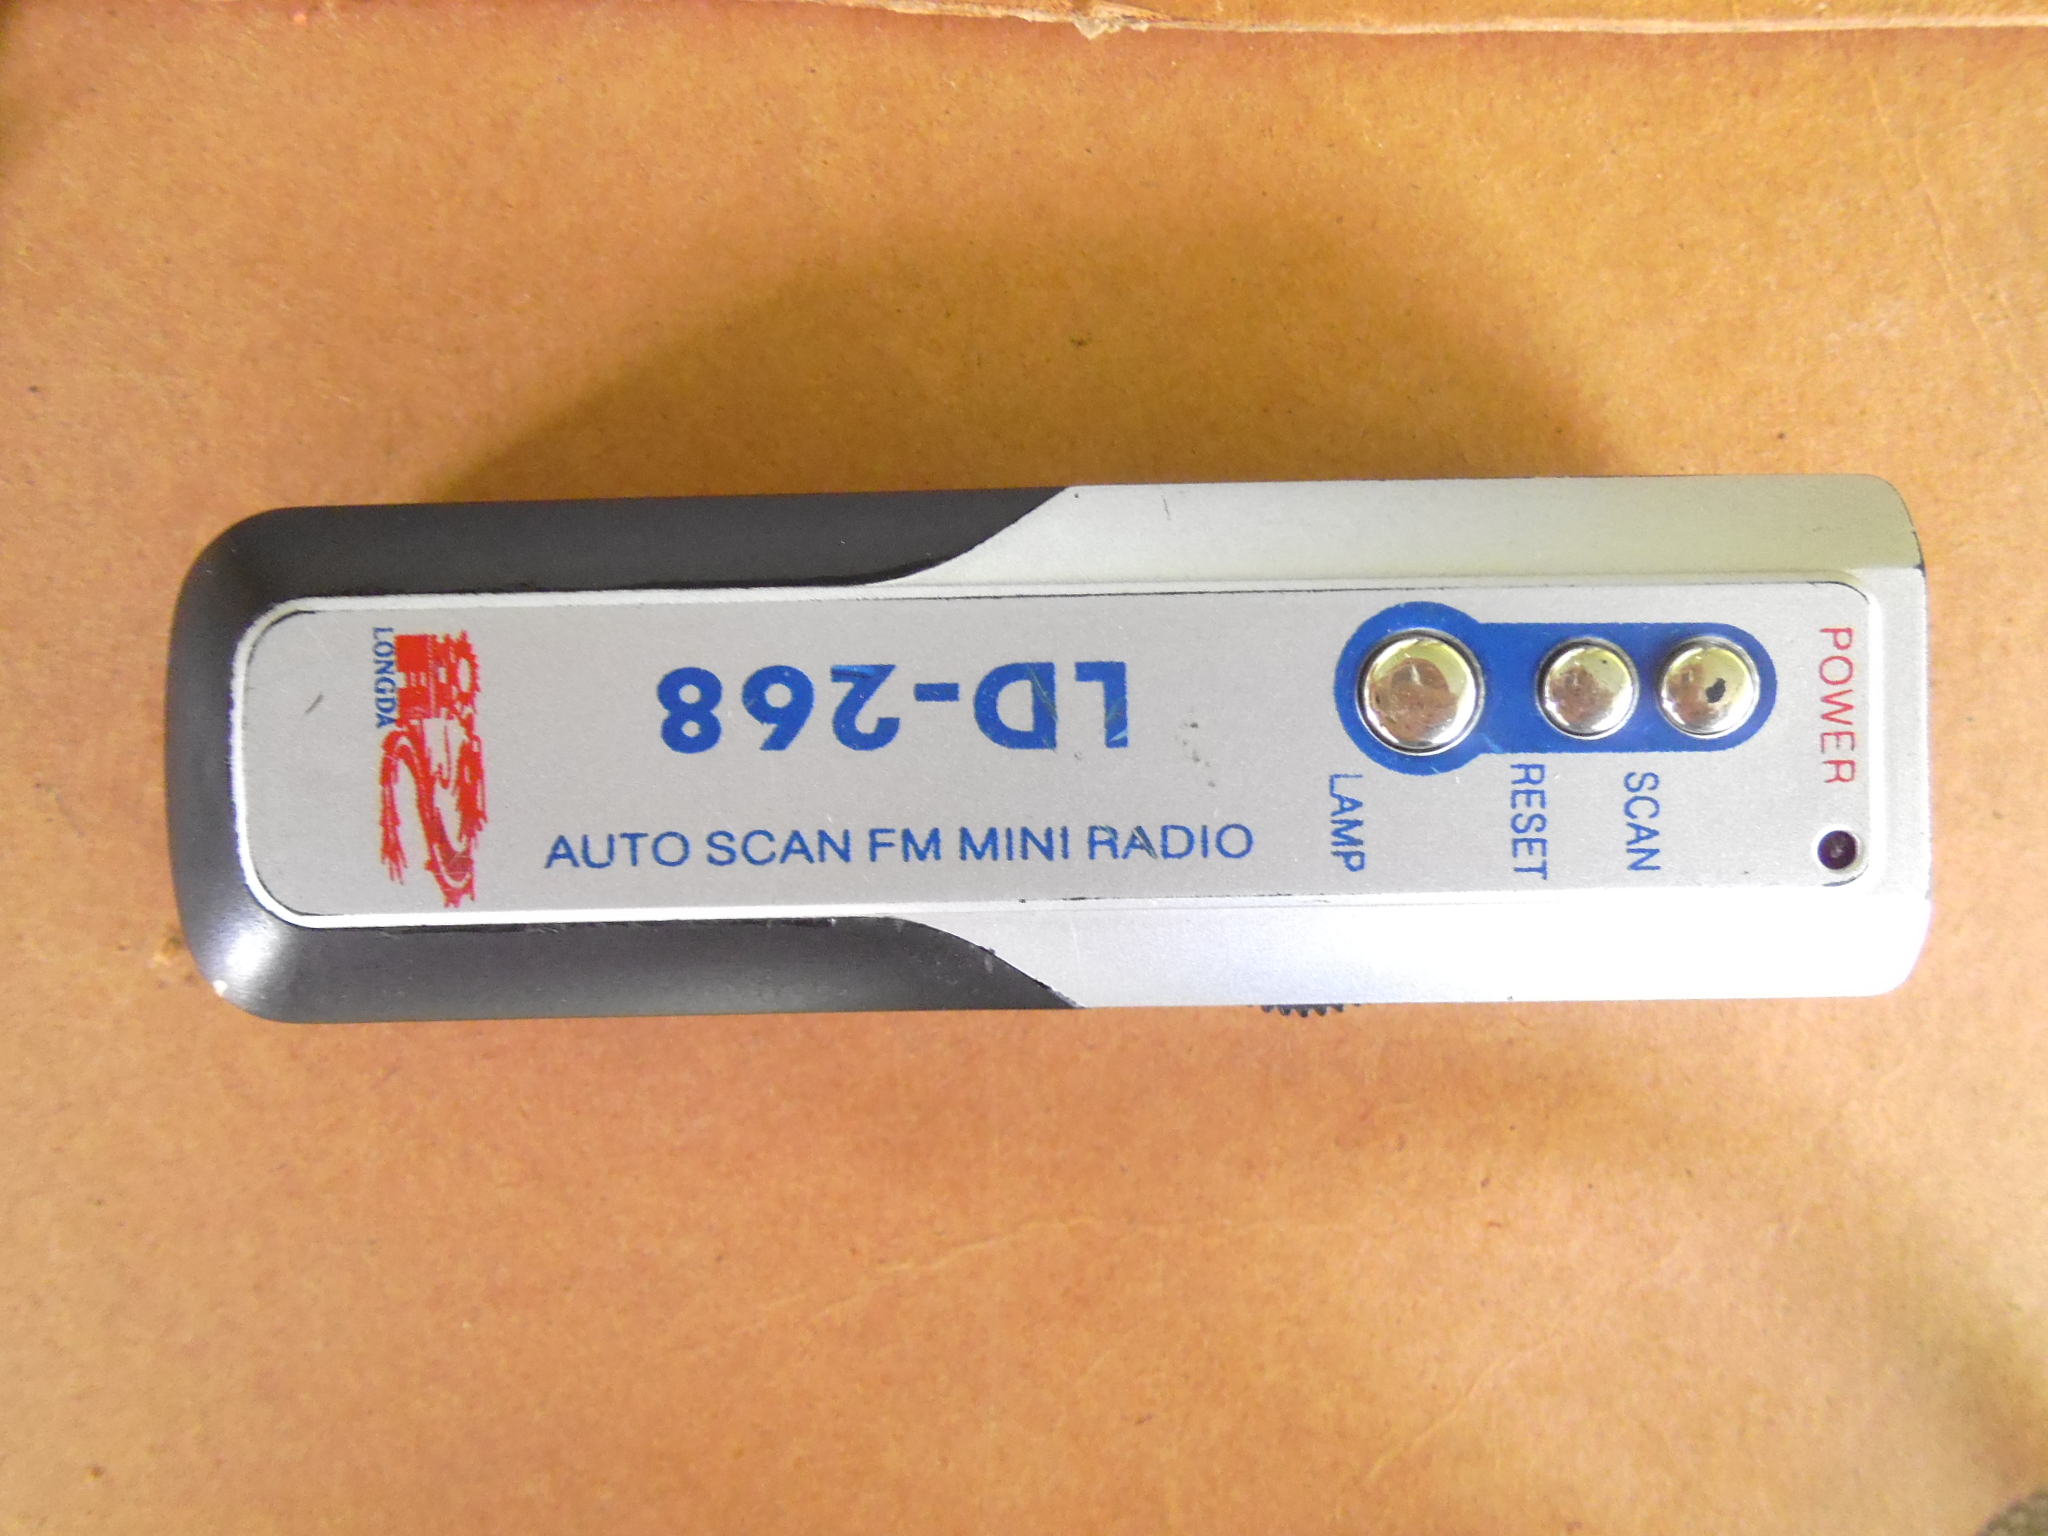 POWER
SCAN
RESET
LAMP
LD-268
AUTO SCAN FM MINI RADIO
LONGDA